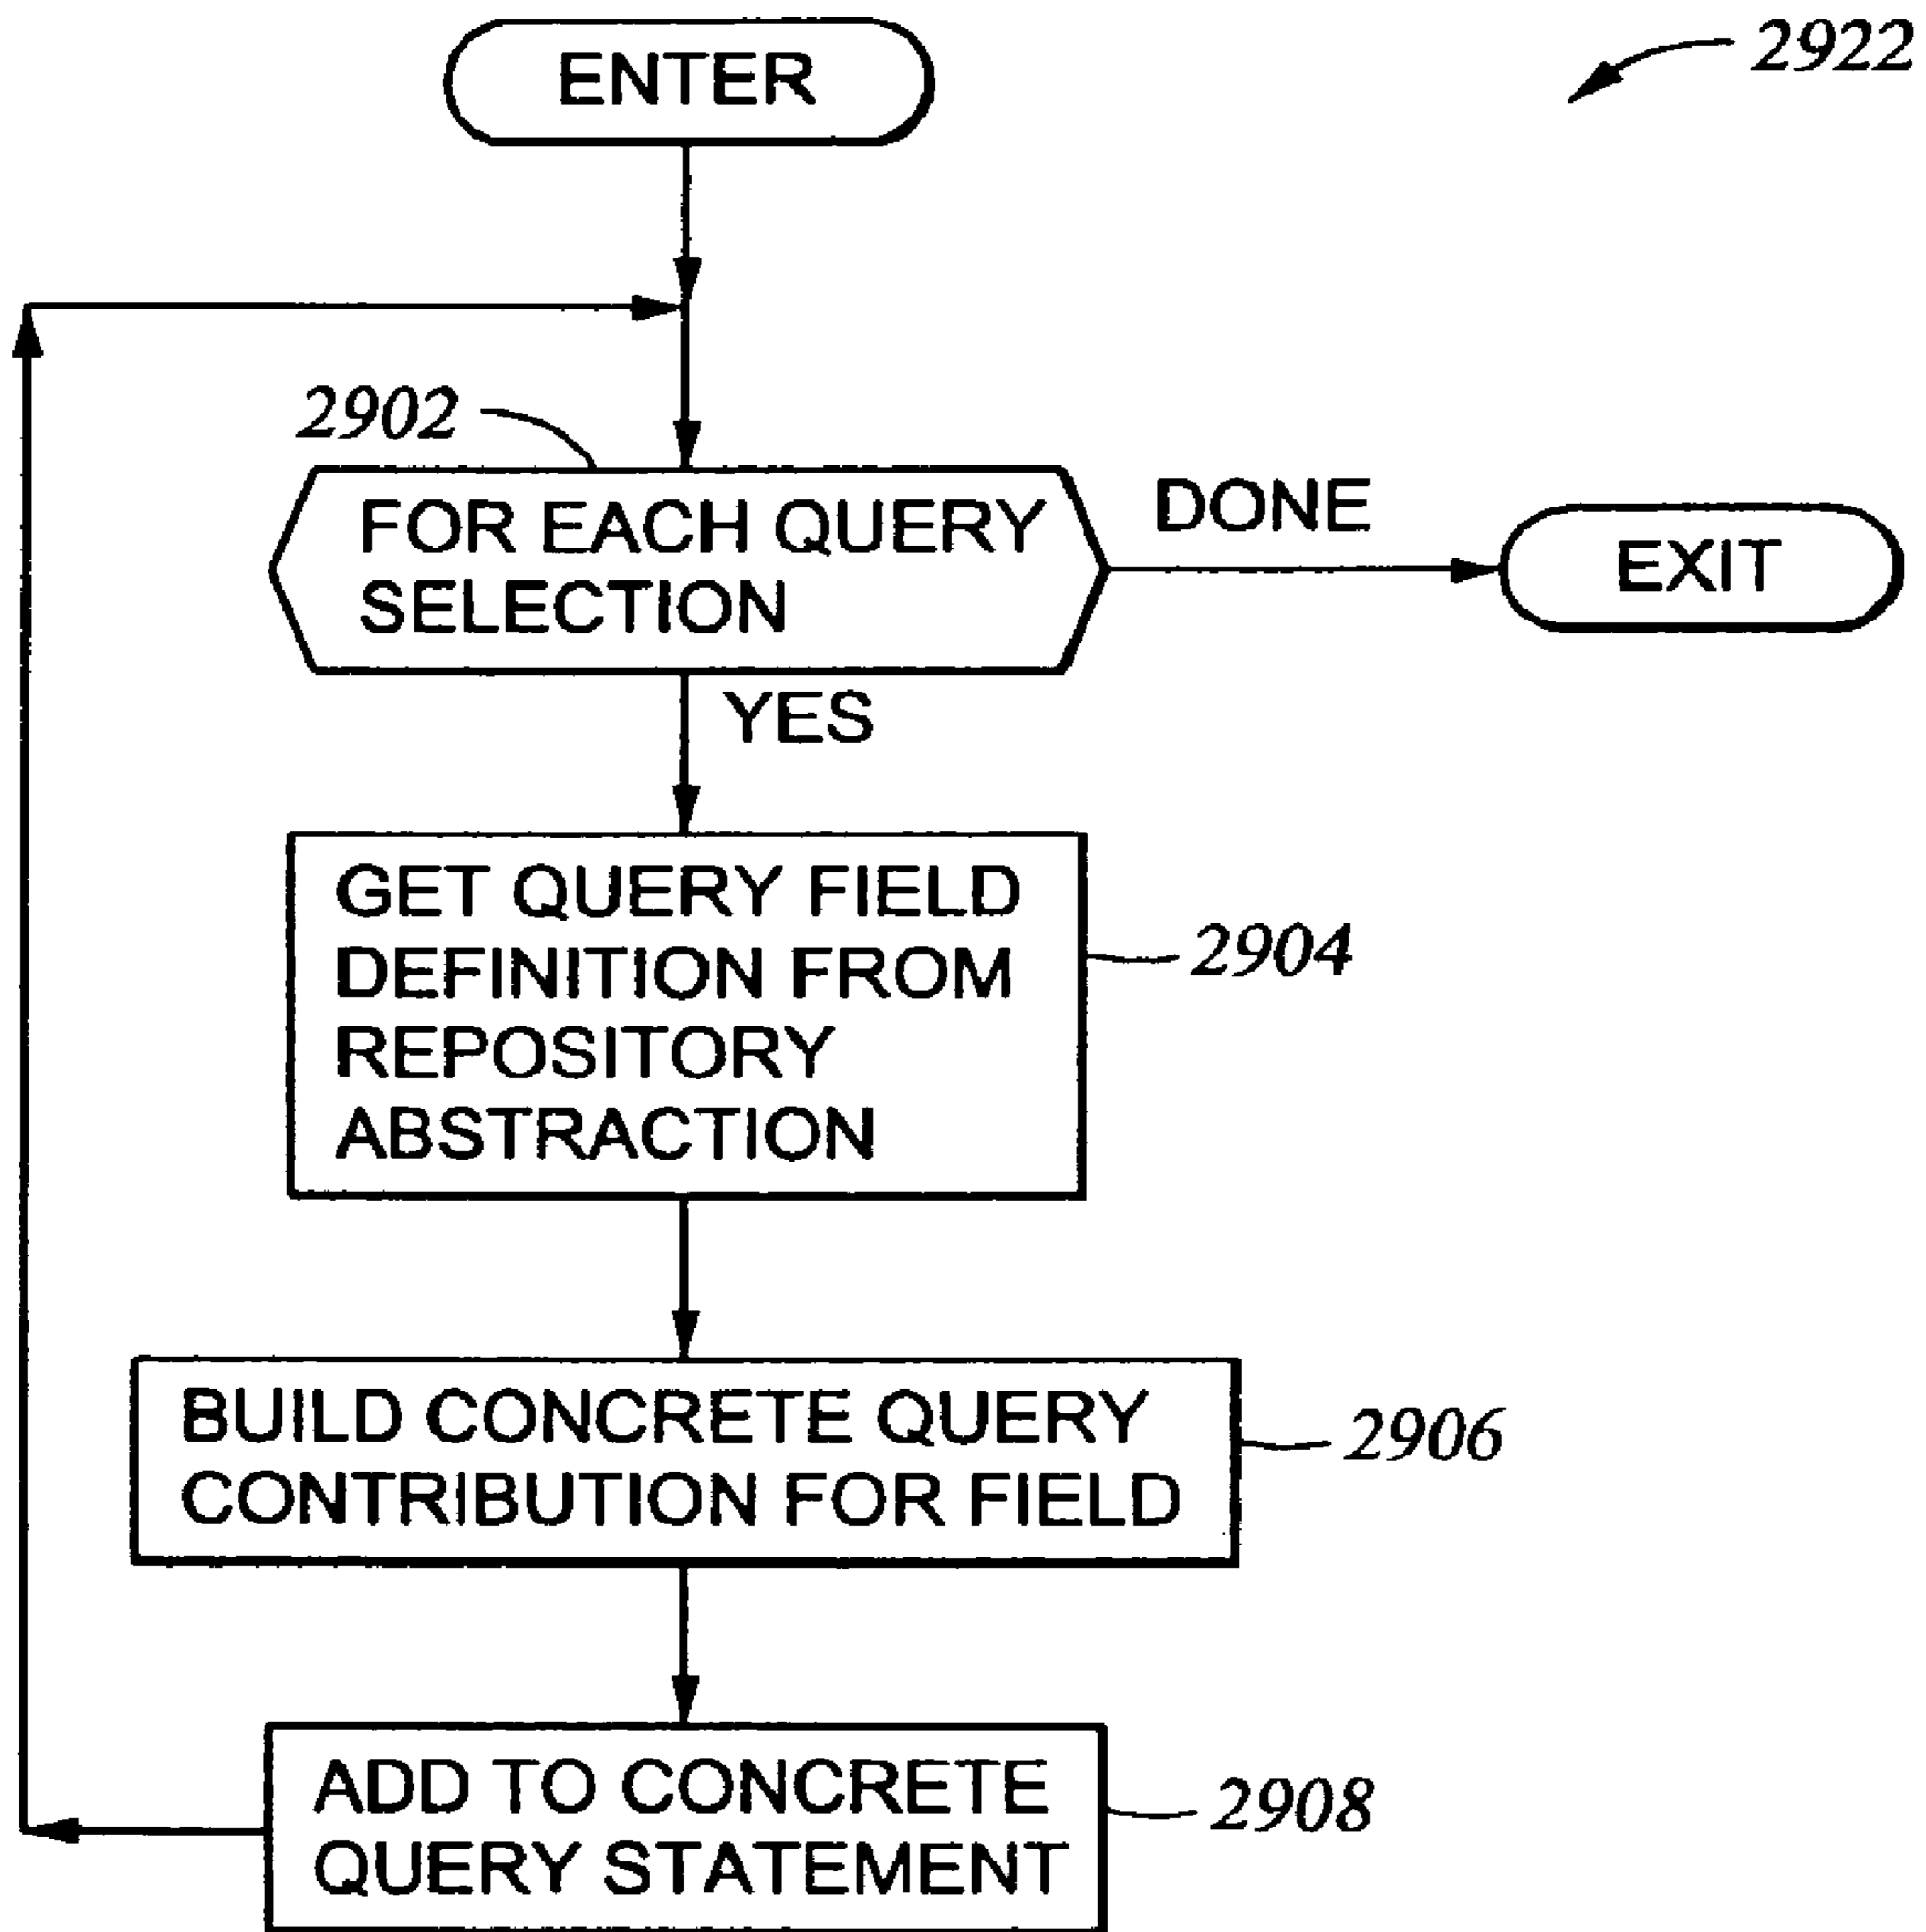 ENTER
2922
2902
FOR EACH QUERY
SELECTION
DONE
EXIT
YES
GET QUERY FIELD
DEFINITION FROM
REPOSITORY
ABSTRACTION
2904
BUILD CONCRETE QUERY
CONTRIBUTION FOR FIELD
2906
ADD TO CONCRETE
QUERY STATEMENT
2908